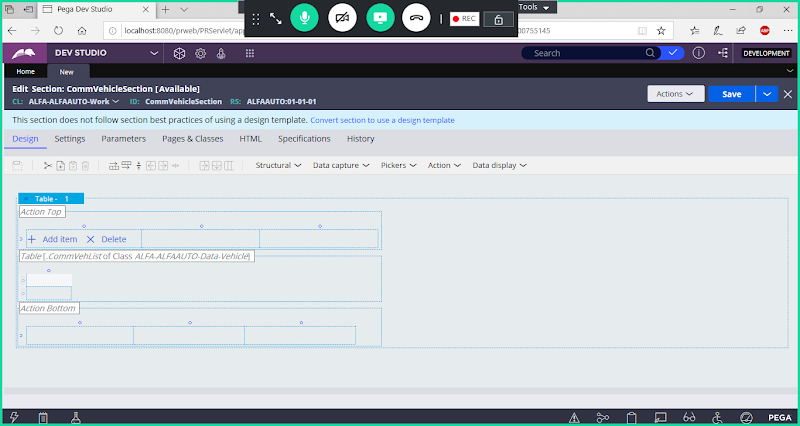 Pega Dev Studio
Tools
REC
localhost:8080/prweb/PRServlet/app
00755145
DEV STUDIO
Search
DEVELOPMENT
Home
New
Edit Section: CommVehicleSection [Available]
CL: ALFA-ALFAAUTO-Work ID: CommVehicleSection RS: ALFAAUTO:01-01-01
Actions
Save
This section does not follow section best practices of using a design template. Convert section to use a design template
Design Settings Parameters Pages & Classes HTML Specifications History
Structural Data capture Pickers Action Data display
Table - 1
Action Top
Add item Delete
Table [.CommVehList of Class ALFA-ALFAAUTO-Data-Vehicle]
Action Bottom
PEGA